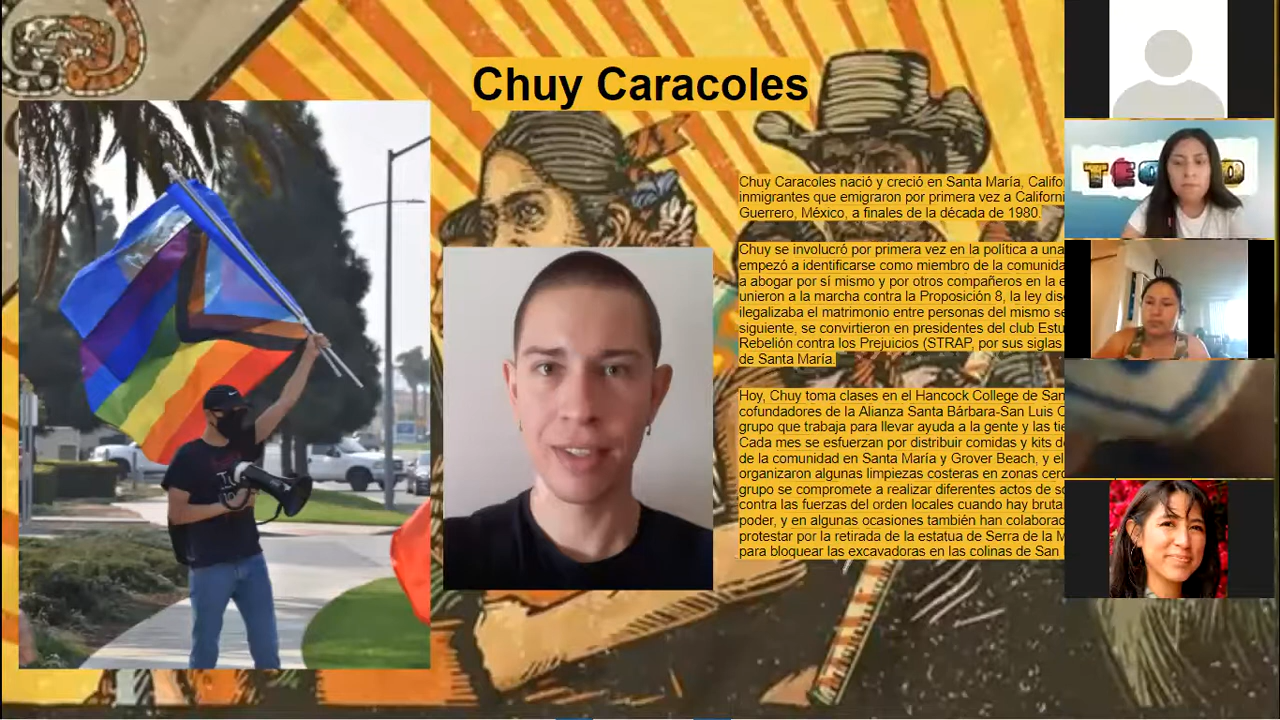 Chuy Caracoles
Chuy Caracoles nació y creció en Santa María, Califo
inmigrantes que emigraron por primera vez a Californi
Guerrero, México, a finales de la década de 1980.
Chuy se involucró por primera vez en la política a una
empezó a identificarse como miembro de la comunida
a abogar por sí mismo y por otros compañeros en la e
unieron a la marcha contra la Proposición 8, la ley dis
ilegalizaba el matrimonio entre personas del mismo se
siguiente, se convirtieron en presidentes del club Estu
Rebelión contra los Prejuicios (STRAP, por sus siglas
de Santa María.
Hoy, Chuy toma clases en el Hancock College de San
cofundadores de la Alianza Santa Bárbara-San Luis O
grupo que trabaja para llevar ayuda a la gente y las tie
Cada mes se esfuerzan por distribuir comidas y kits de
de la comunidad en Santa María y Grover Beach, y el
organizaron algunas limpiezas costeras en zonas cerc
grupo se compromete a realizar diferentes actos de so
contra las fuerzas del orden locales cuando hay bruta
poder, y en algunas ocasiones también han colaborad
protestar por la retirada de la estatua de Serra de la M
para bloquear las excavadoras en las colinas de San